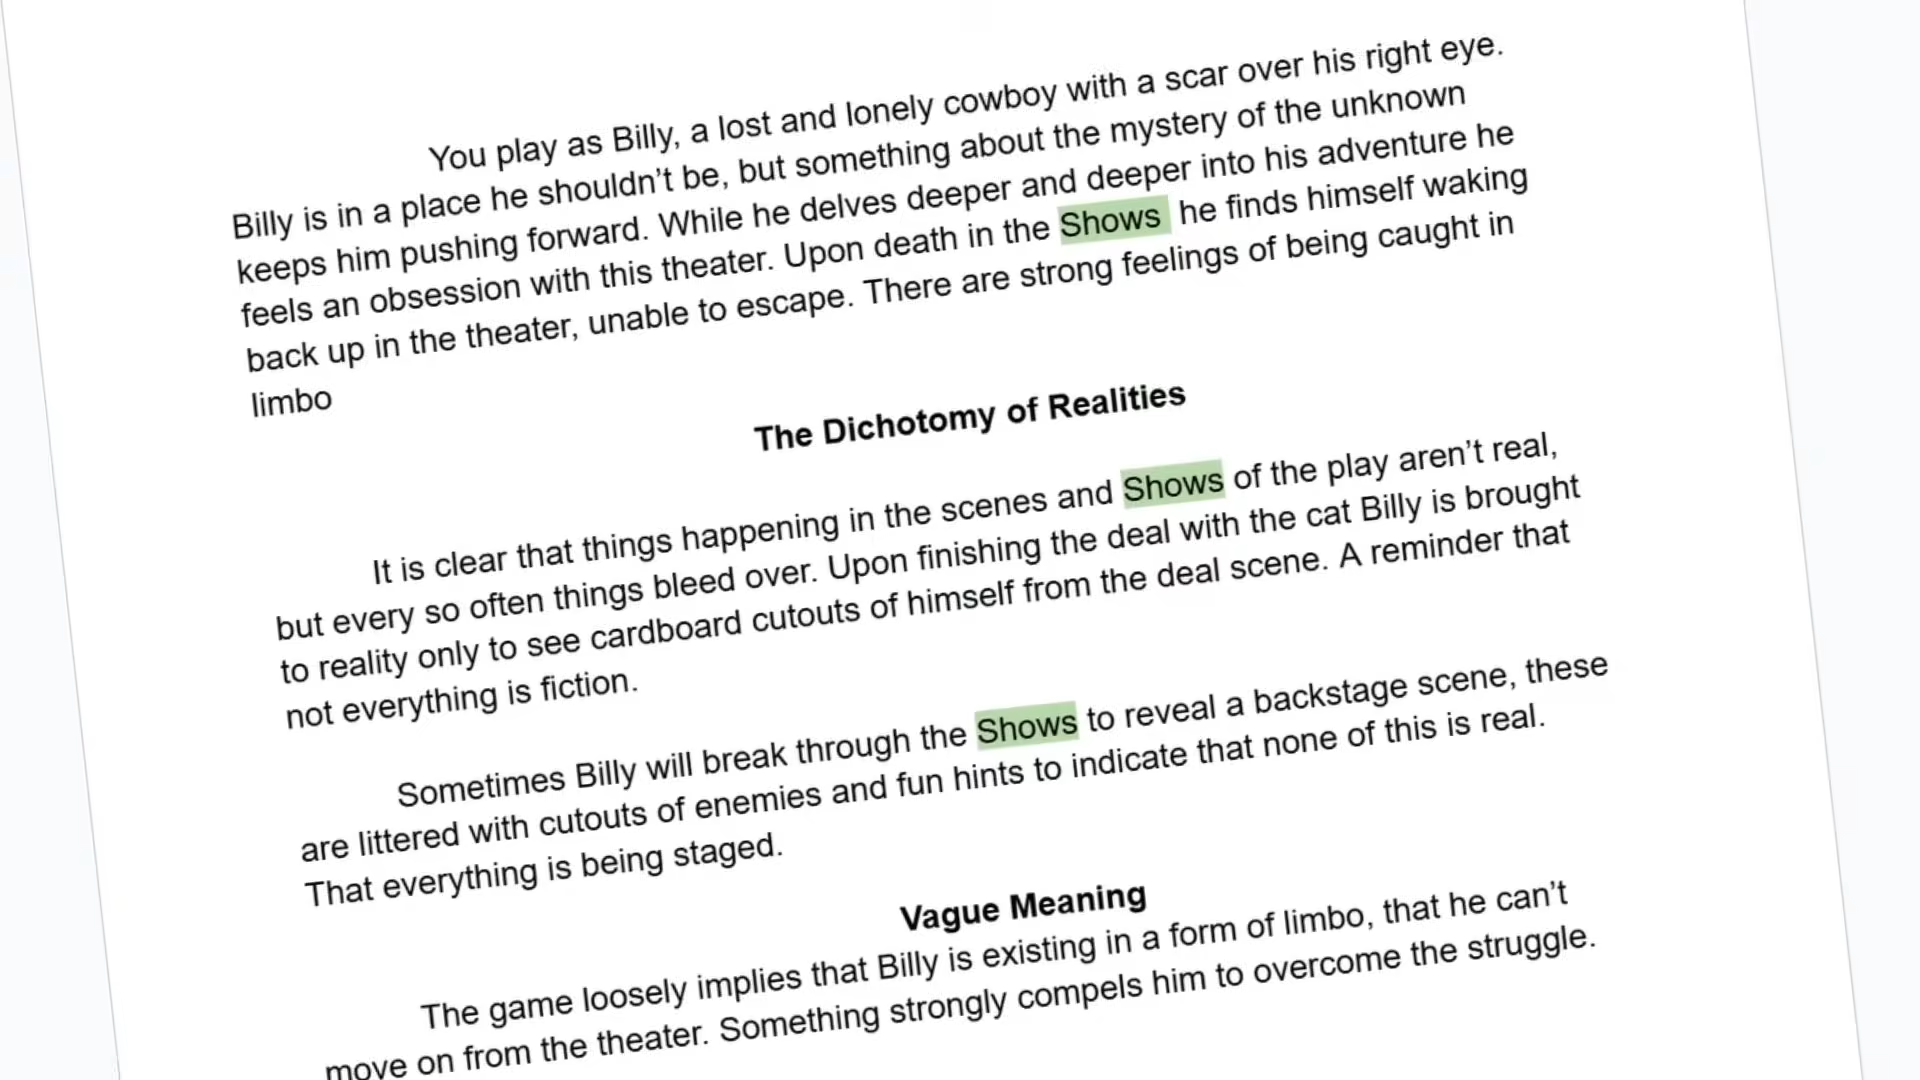 You play as Billy, a lost and lonely cowboy with a scar over his right eye.
Billy is in a place he shouldn't be, but something about the mystery of the unknown
keeps him pushing forward. While he delves deeper and deeper into his adventure he
feels an obsession with this theater. Upon death in the Shows he finds himself waking
back up in the theater, unable to escape. There are strong feelings of being caught in
limbo
The Dichotomy of Realities
It is clear that things happening in the scenes and Shows of the play aren't real,
but every so often things bleed over. Upon finishing the deal with the cat Billy is brought
to reality only to see cardboard cutouts of himself from the deal scene. A reminder that
not everything is fiction.
Sometimes Billy will break through the Shows to reveal a backstage scene, these
are littered with cutouts of enemies and fun hints to indicate that none of this is real.
That everything is being staged.
Vague Meaning
The game loosely implies that Billy is existing in a form of limbo, that he can't
move on from the theater. Something strongly compels him to overcome the struggle.